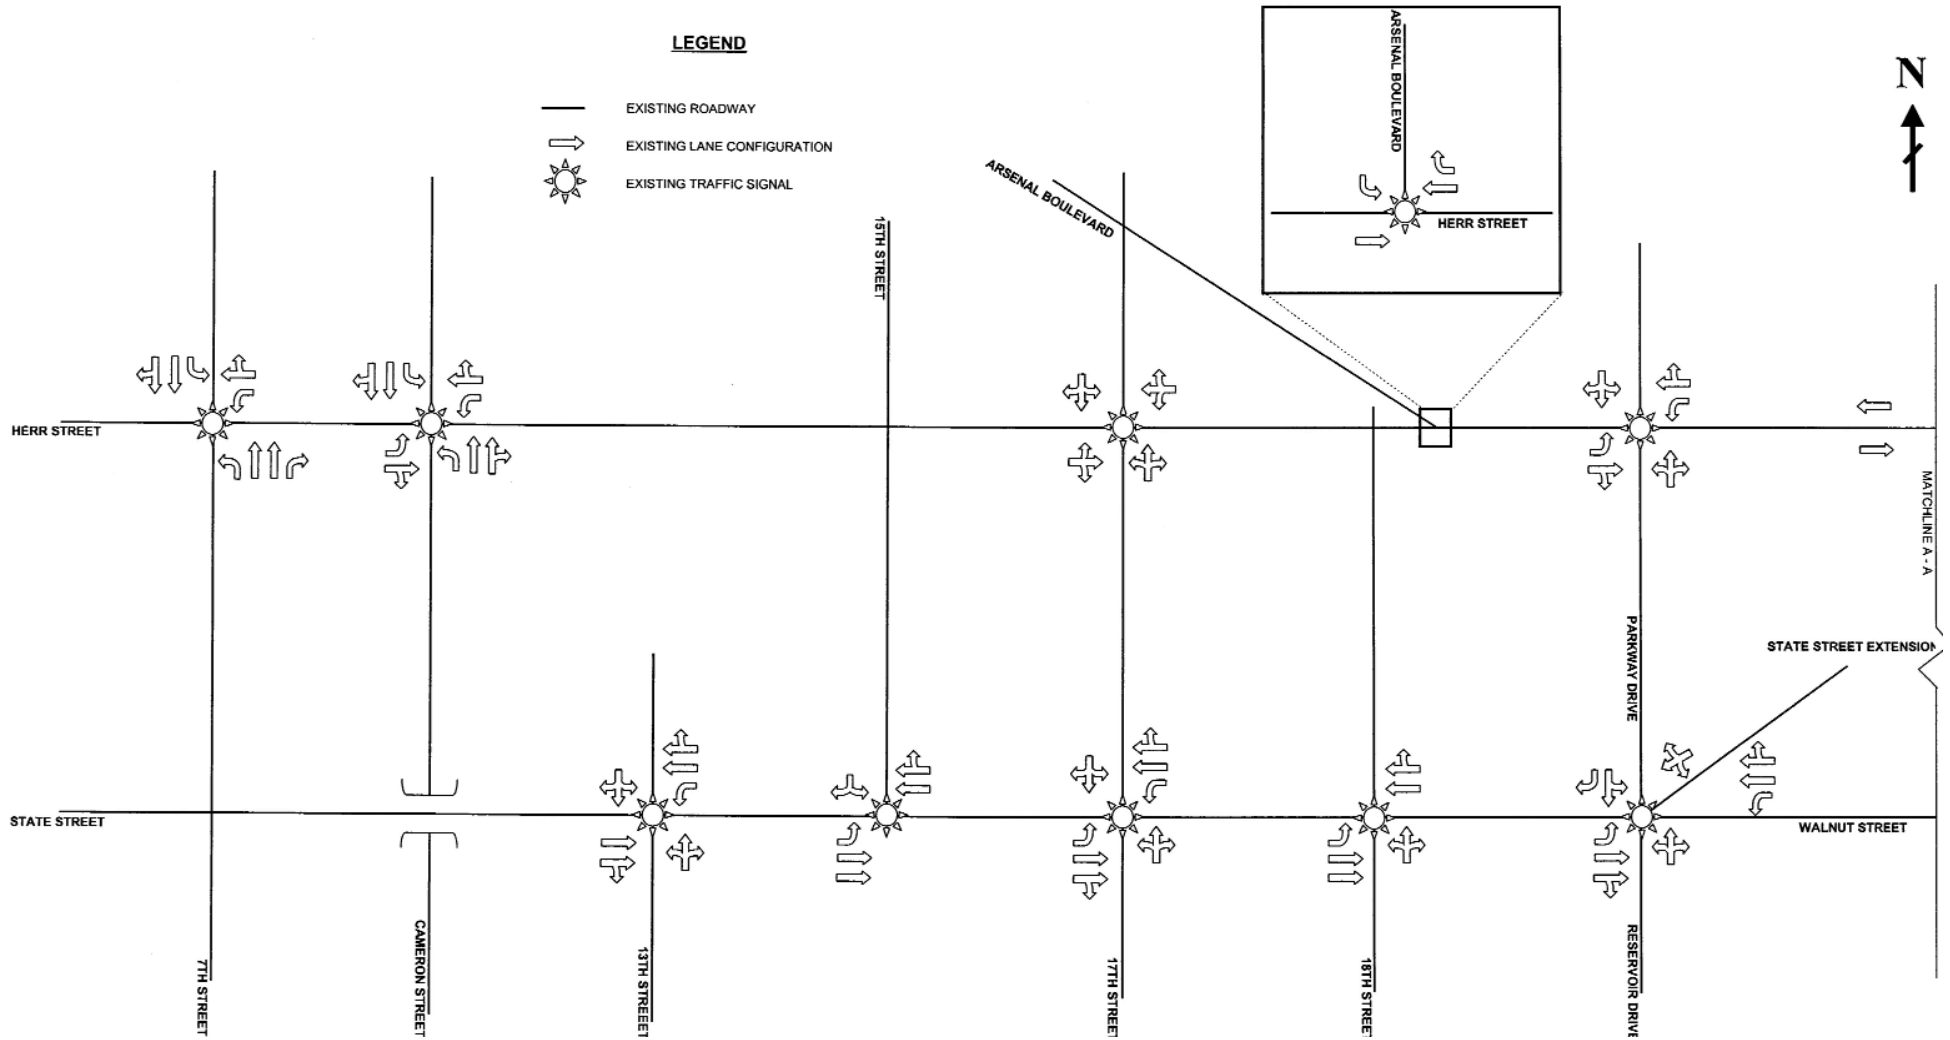 LEGEND
EXISTING ROADWAY
EXISTING LANE CONFIGURATION
EXISTING TRAFFIC SIGNAL
ARSENAL BOULEVARD
HERR STREET
N
ARSENAL BOULEVARD
15TH STREET
HERR STREET
MATCHLINE A - A
PARKWAY DRIVE
STATE STREET EXTENSION
STATE STREET
WALNUT STREET
7TH STREET
CAMERON STREET
13TH STREEET
17TH STREET
18TH STREET
RESERVOIR DRIVE